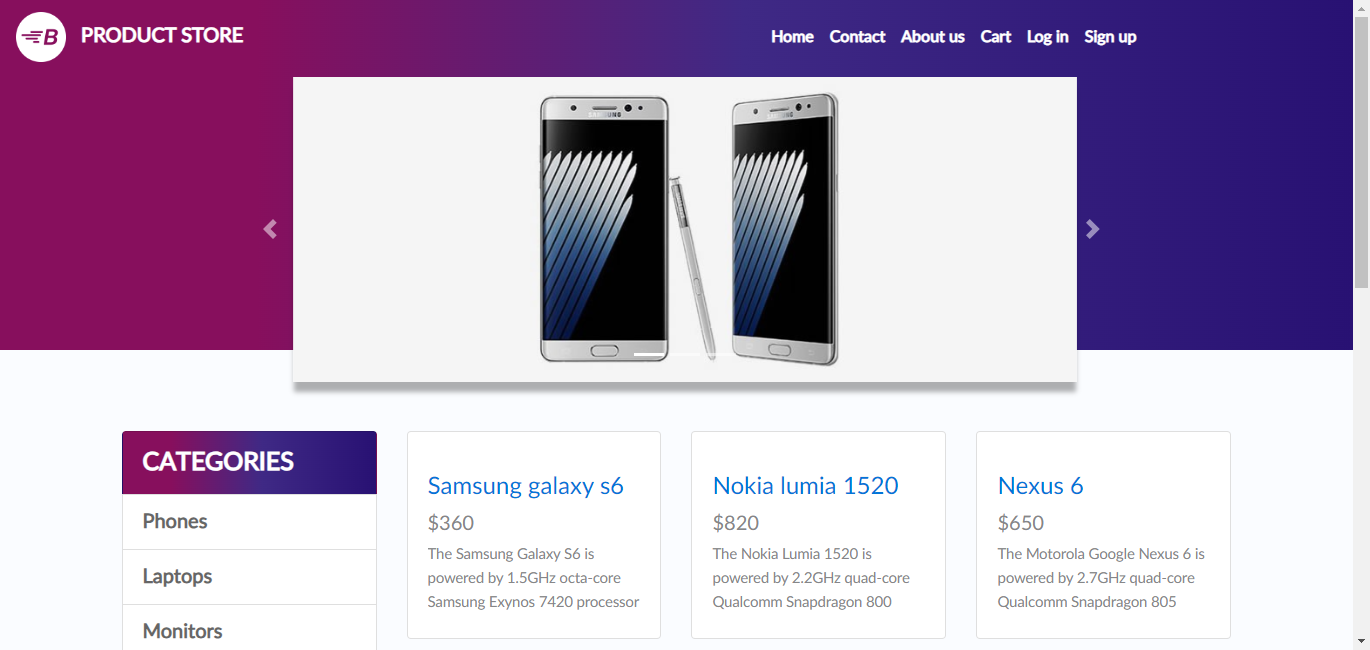 B PRODUCT STORE
Home Contact About us Cart Log in Sign up
SAMSUNG
SAMSUNG
CATEGORIES
Phones
Laptops
Monitors
Samsung galaxy s6
$360
The Samsung Galaxy S6 is
powered by 1.5GHz octa-core
Samsung Exynos 7420 processor
Nokia lumia 1520
$820
The Nokia Lumia 1520 is
powered by 2.2GHz quad-core
Qualcomm Snapdragon 800
Nexus 6
$650
The Motorola Google Nexus 6 is
powered by 2.7GHz quad-core
Qualcomm Snapdragon 805